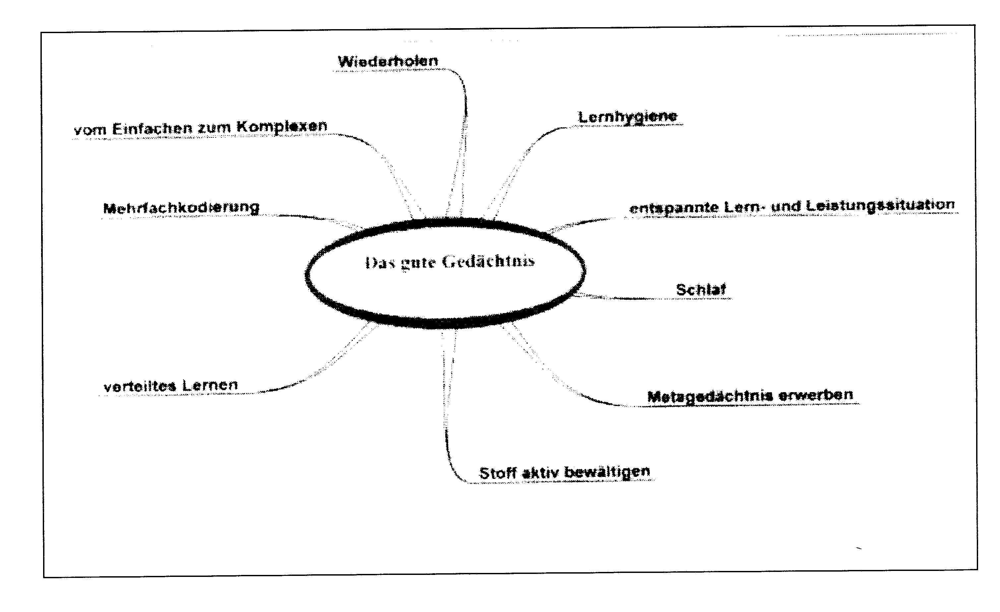 Wiederholen
Lernhygiene
vom Einfachen zum Komplexen
Mehrfachkodierung
entspannte Lern- und Leistungssituation
Das gute Gedächtnis
Schlaf
verteiltes Lernen
Metagedächtnis erwerben
Stoff aktiv bewältigen